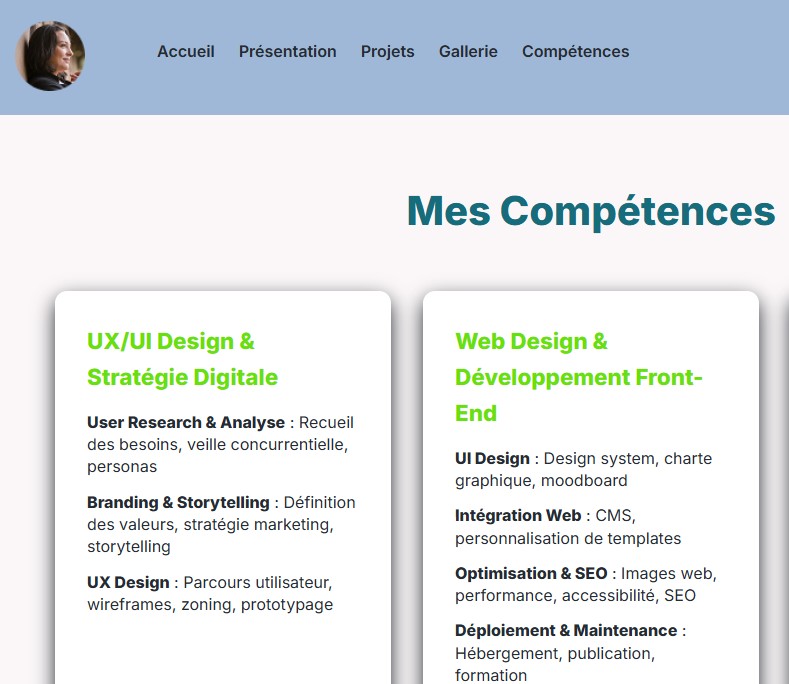 Accueil Présentation Projets Gallerie Compétences
Mes Compétences
UX/UI Design &
Stratégie Digitale
User Research & Analyse : Recueil
des besoins, veille concurrentielle,
personas
Branding & Storytelling : Définition
des valeurs, stratégie marketing,
storytelling
UX Design : Parcours utilisateur,
wireframes, zoning, prototypage
Web Design &
Développement Front-
End
UI Design : Design system, charte
graphique, moodboard
Intégration Web : CMS,
personnalisation de templates
Optimisation & SEO : Images web,
performance, accessibilité, SEO
Déploiement & Maintenance :
Hébergement, publication,
formation